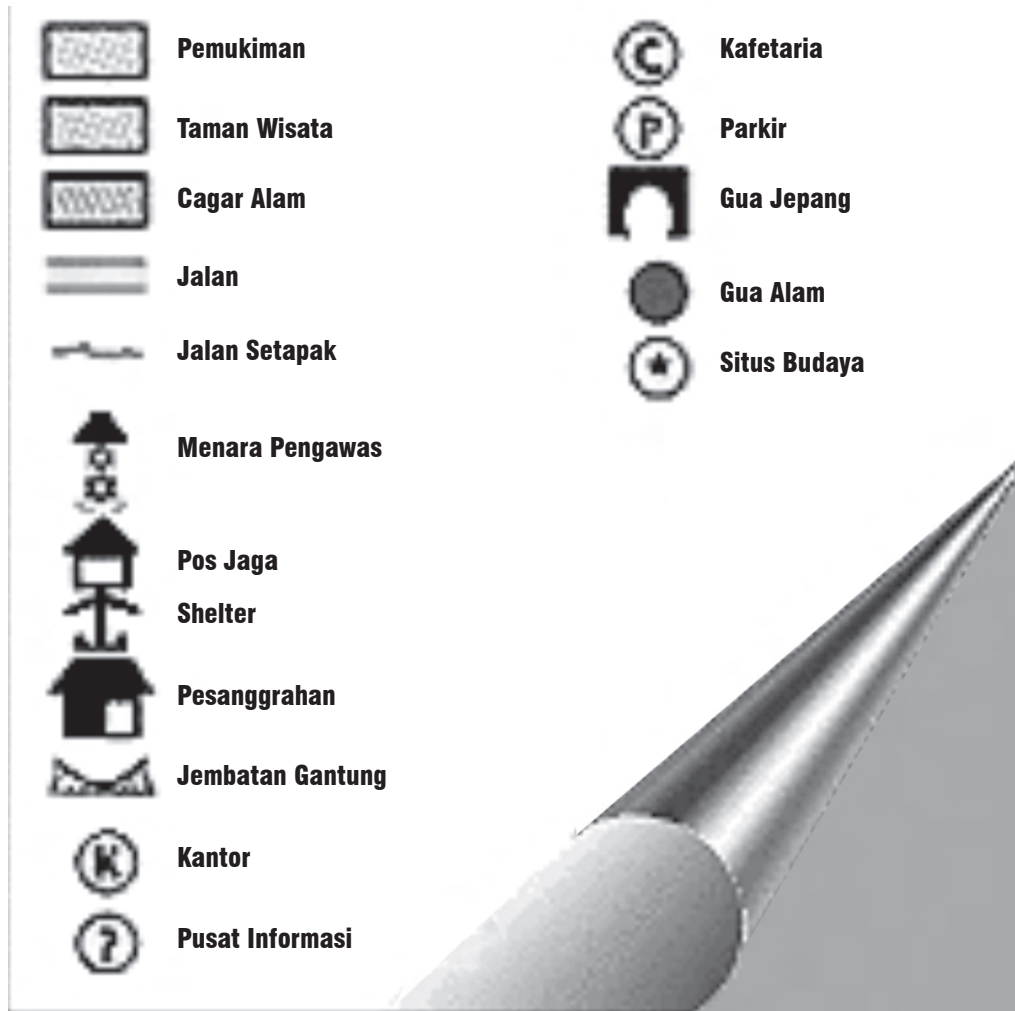 Pemukiman
Taman Wisata
Cagar Alam
Jalan
Jalan Setapak
Menara Pengawas
Pos Jaga
Shelter
Pesanggrahan
Jembatan Gantung
K Kantor
? Pusat Informasi
C Kafetaria
P Parkir
Gua Jepang
Gua Alam
Situs Budaya